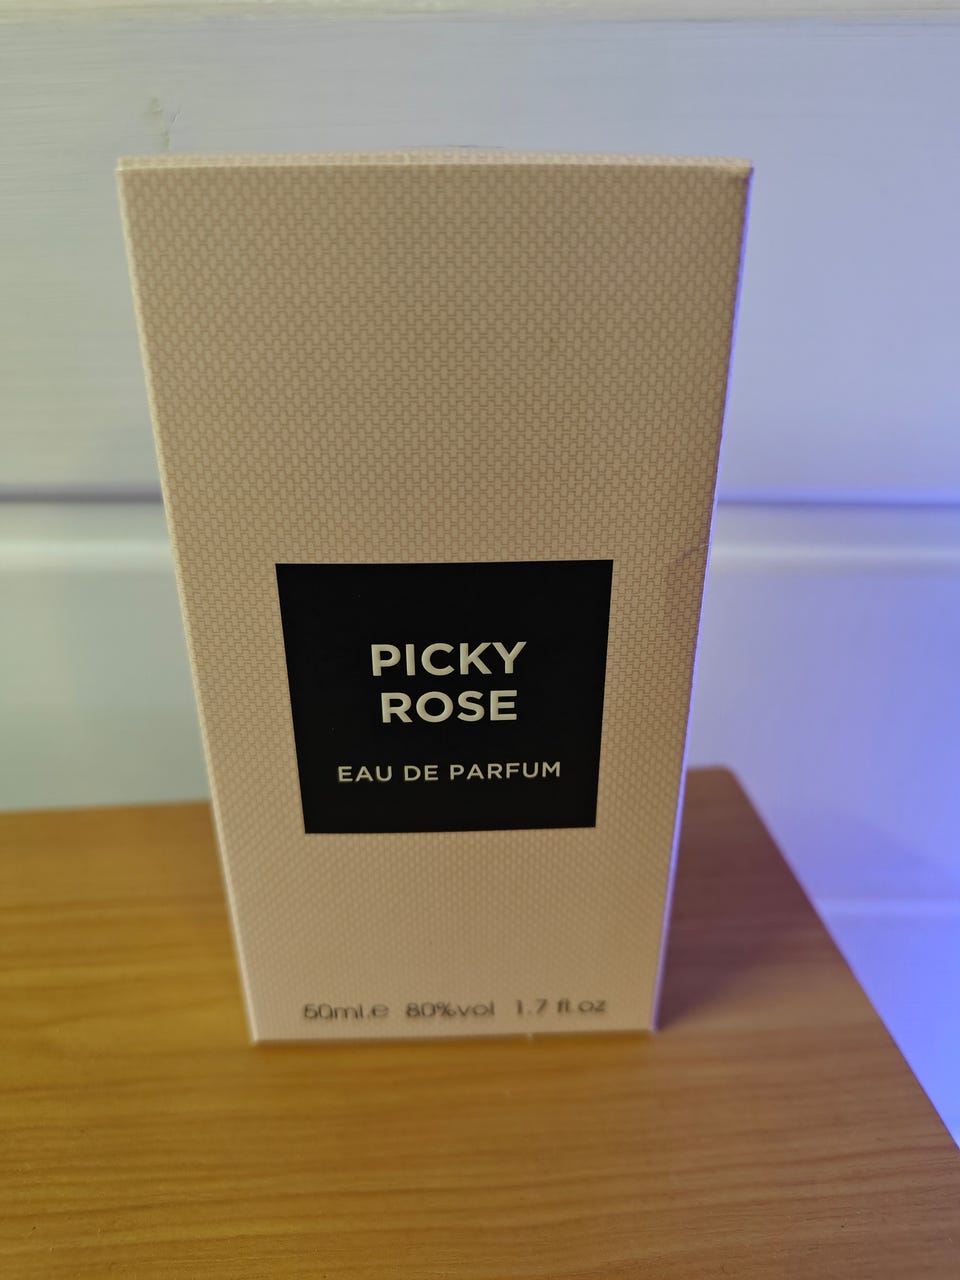 PICKY
ROSE
EAU DE PARFUM
50ml.e 80%vol 1.7 fl.oz